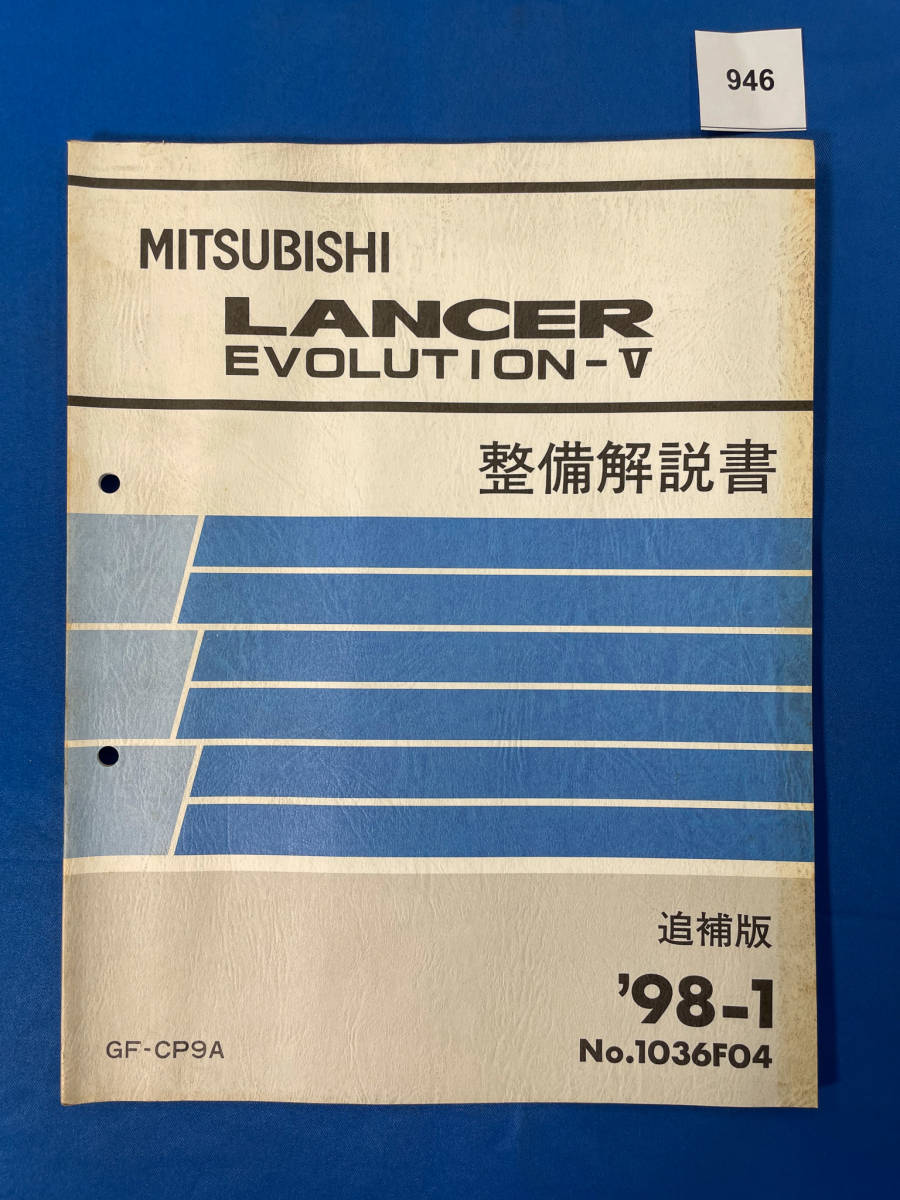 946
MITSUBISHI
LANCER
EVOLUTION-V
整備解説書
追補版
'98-1
GF-CP9A
No.1036F04